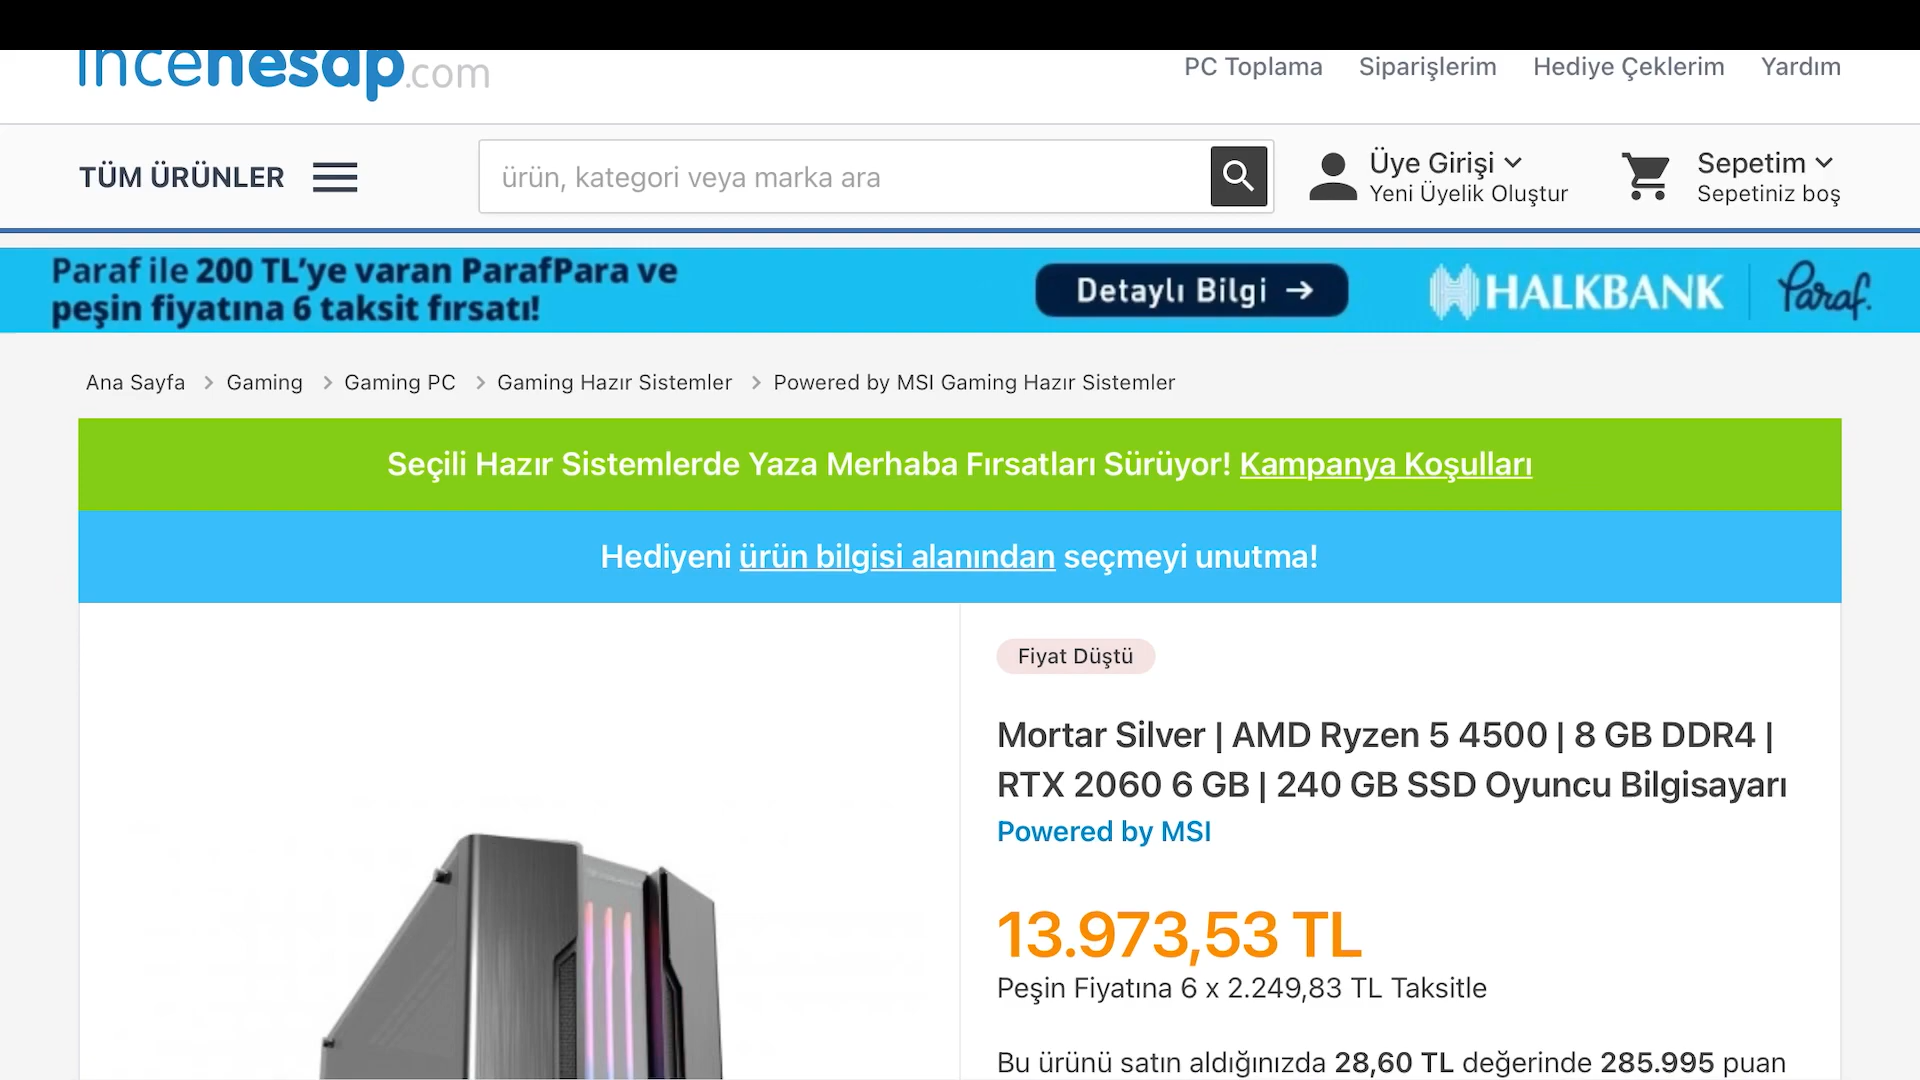 incehesap.com
PC Toplama Siparişlerim Hediye Çeklerim Yardım
TÜM ÜRÜNLER
ürün, kategori veya marka ara
Üye Girişi
Yeni Üyelik Oluştur
Sepetim
Sepetiniz boş
Paraf ile 200 TL'ye varan ParafPara ve
peşin fiyatına 6 taksit fırsatı!
Detaylı Bilgi →
HALKBANK
Paraf.
Ana Sayfa > Gaming > Gaming PC > Gaming Hazır Sistemler > Powered by MSI Gaming Hazır Sistemler
Seçili Hazır Sistemlerde Yaza Merhaba Fırsatları Sürüyor! Kampanya Koşulları
Hediyeni ürün bilgisi alanından seçmeyi unutma!
Fiyat Düştü
Mortar Silver | AMD Ryzen 5 4500 | 8 GB DDR4 |
RTX 2060 6 GB | 240 GB SSD Oyuncu Bilgisayarı
Powered by MSI
13.973,53 TL
Peşin Fiyatına 6 x 2.249,83 TL Taksitle
Bu ürünü satın aldığınızda 28,60 TL değerinde 285.995 puan